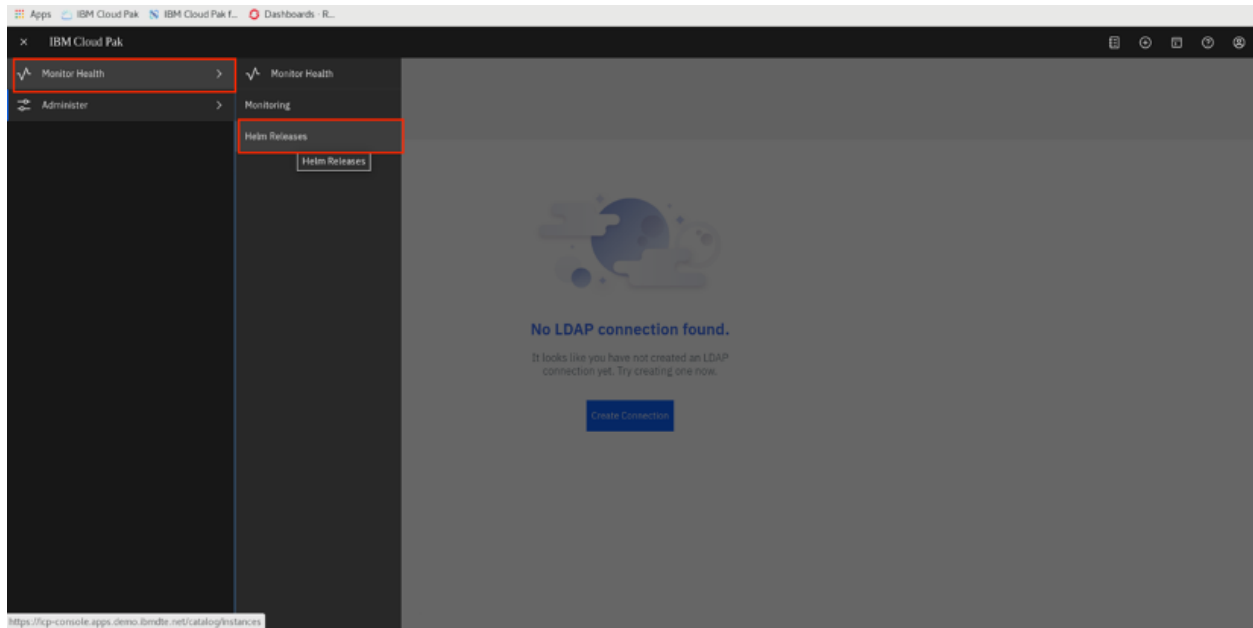 Apps IBM Cloud Pak IBM Cloud Pak f... Dashboards - R...
IBM Cloud Pak
Monitor Health
Monitor Health
Administer
Monitoring
Helm Releases
Helm Releases
No LDAP connection found.
It looks like you have not created an LDAP
connection yet. Try creating one now.
Create Connection
https://icp-console.apps.demo.ibmdte.net/catalog/instances